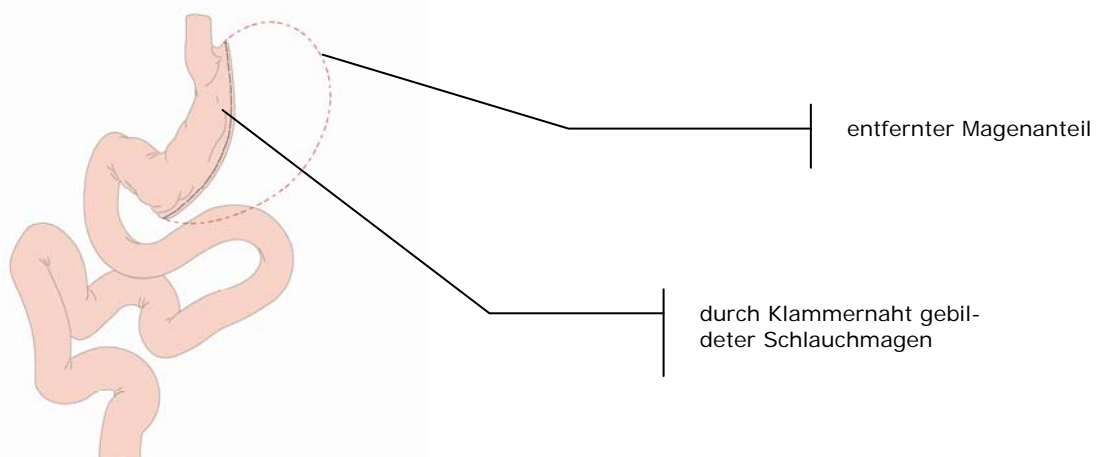 entfernter Magenanteil
durch Klammernaht gebil-
deter Schlauchmagen